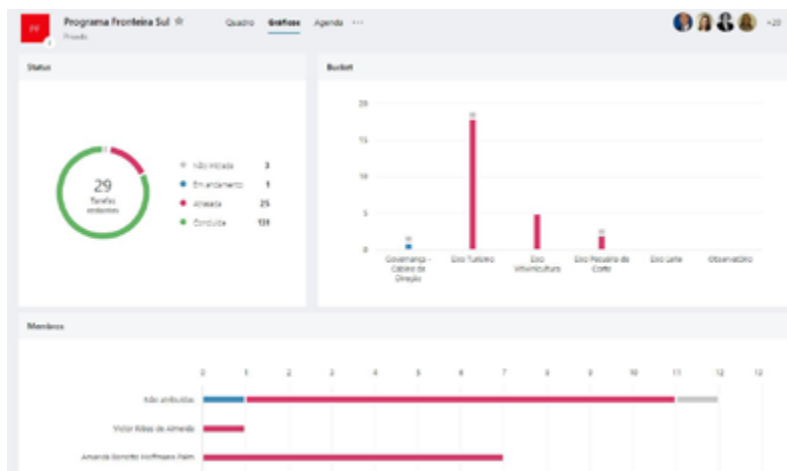 PF
Programa Fronteira Sul
Privado
Quadro Gráficos Agenda ...
+20
Status
29
Tarefas restantes
Não iniciada 3
Em andamento 1
Atrasada 25
Concluída 131
Bucket
20
15
10
5
0
Governança - Gabinete de Direção
Eixo Turismo
Eixo Vitivinicultura
Eixo Pecuária de Corte
Eixo Leite
Observatório
Membros
0 1 2 3 4 5 6 7 8 9 10 11 12 13
Não atribuídas
Victor Ribas de Almeida
Amanda Hoffmann Palm